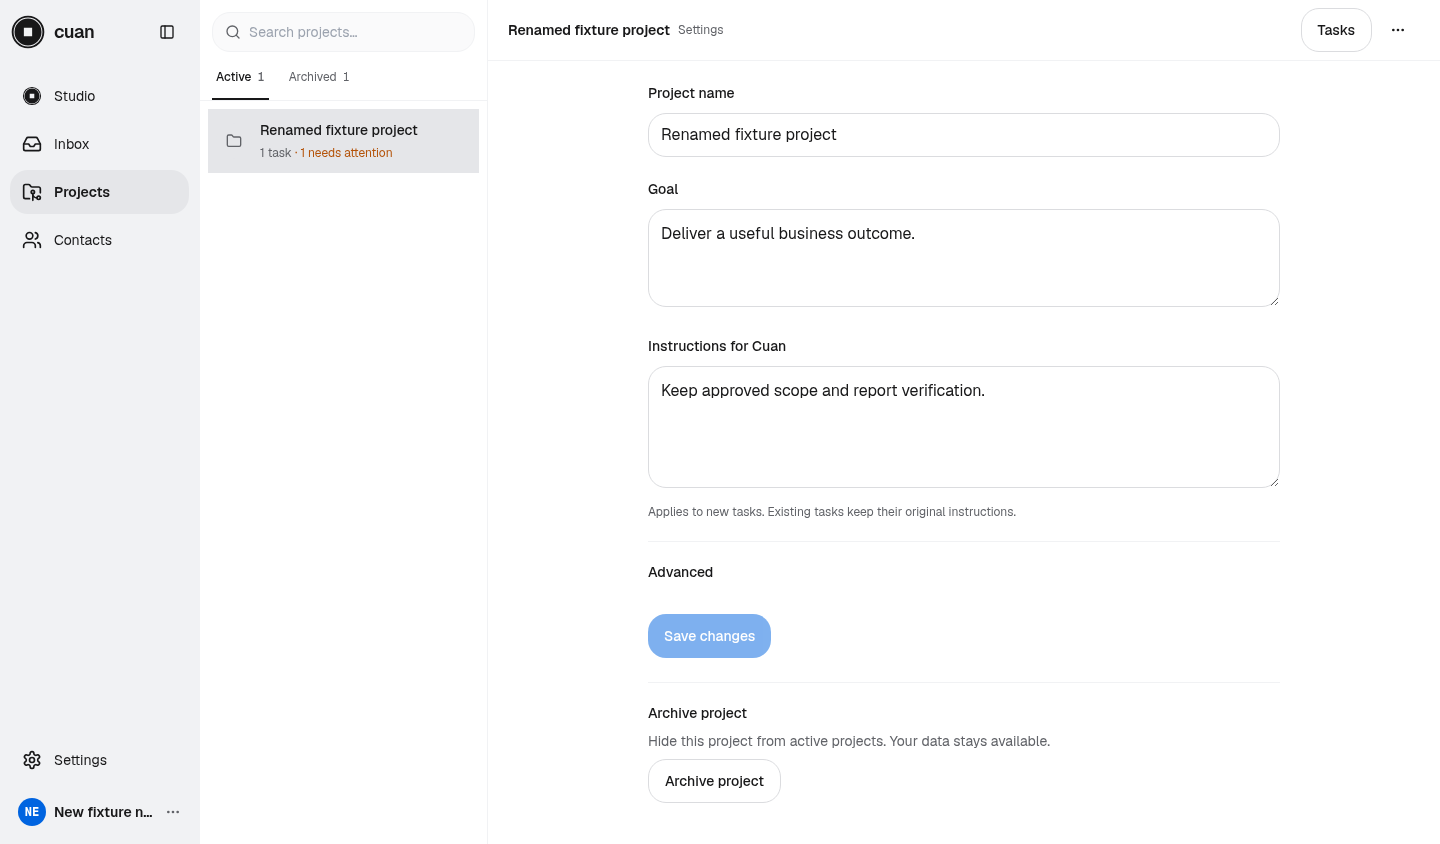 cuan
Studio
Inbox
Projects
Contacts
Settings
NE New fixture n...
Search projects...
Active 1 Archived 1
Renamed fixture project
1 task · 1 needs attention
Renamed fixture project Settings
Tasks
Project name
Renamed fixture project
Goal
Deliver a useful business outcome.
Instructions for Cuan
Keep approved scope and report verification.
Applies to new tasks. Existing tasks keep their original instructions.
Advanced
Save changes
Archive project
Hide this project from active projects. Your data stays available.
Archive project